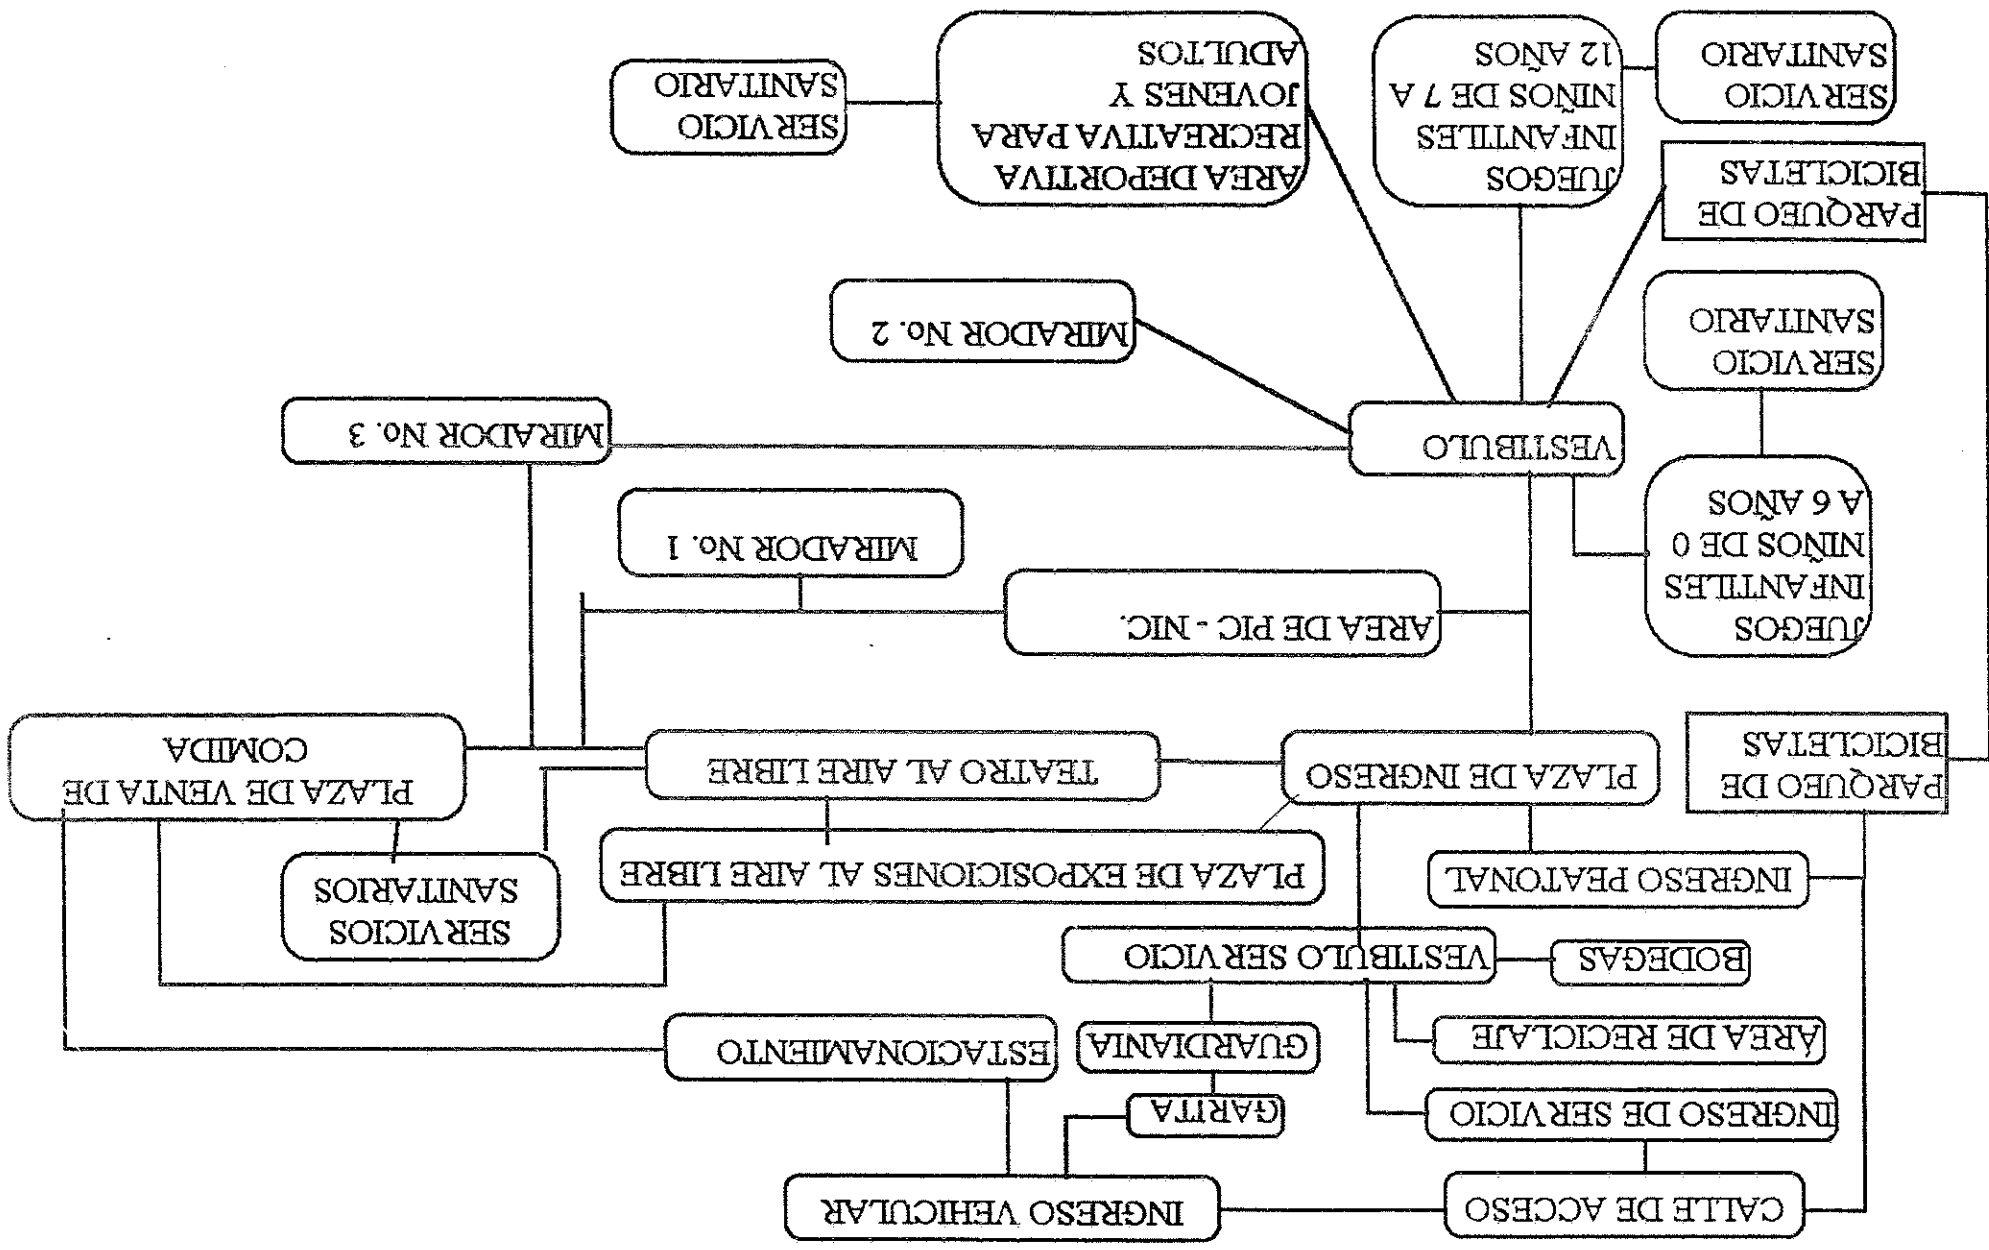 CALLE DE ACCESO
INGRESO VEHICULAR
INGRESO DE SERVICIO
GARITA
ÁREA DE RECICLAJE
GUARDIANIA
ESTACIONAMIENTO
BODEGAS
VESTIBULO SERVICIO
SERVICIOS
SANITARIOS
INGRESO PEATONAL
PLAZA DE EXPOSICIONES AL AIRE LIBRE
PARQUEO DE
BICICLETAS
PLAZA DE INGRESO
TEATRO AL AIRE LIBRE
PLAZA DE VENTA DE
COMIDA
JUEGOS
INFANTILES
NIÑOS DE 0
A 6 AÑOS
AREA DE PIC - NIC.
MIRADOR No. 1
VESTIBULO
MIRADOR No. 3
SERVICIO
SANITARIO
MIRADOR No. 2
PARQUEO DE
BICICLETAS
JUEGOS
INFANTILES
NIÑOS DE 7 A
12 AÑOS
AREA DEPORTIVA
RECREATIVA PARA
JOVENES Y
ADULTOS
SERVICIO
SANITARIO
SERVICIO
SANITARIO